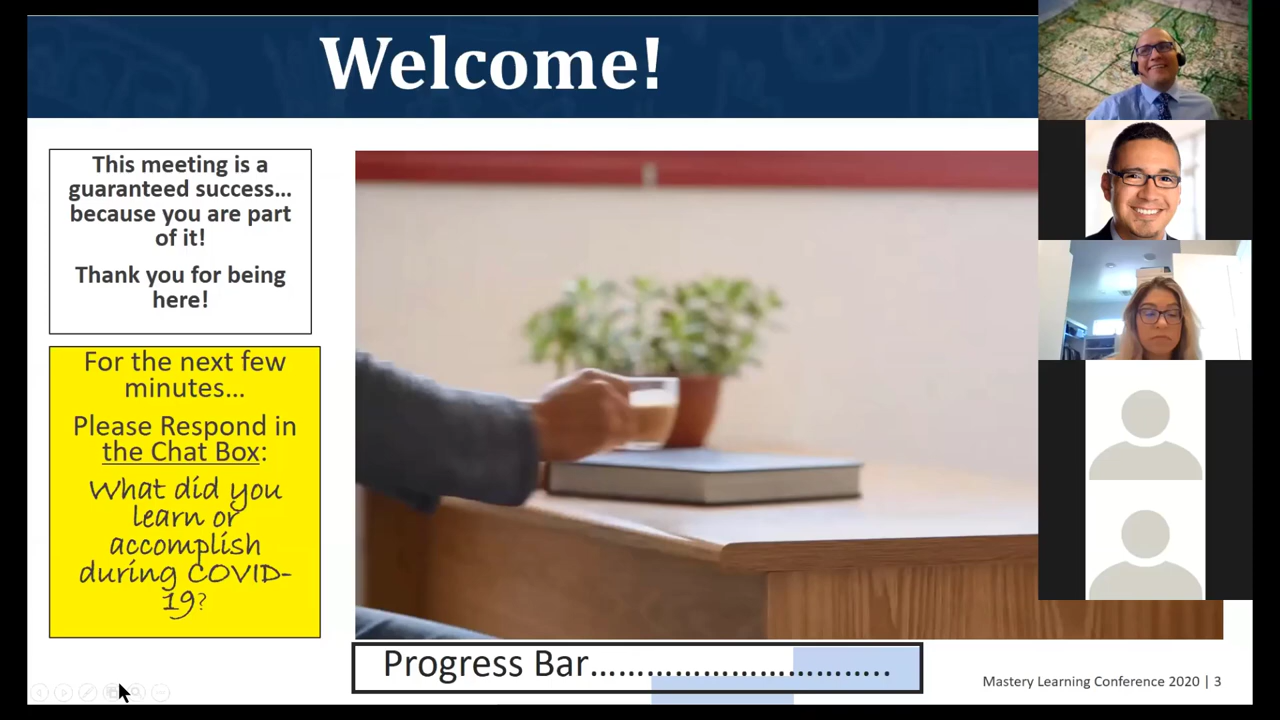 Welcome!
This meeting is a
guaranteed success...
because you are part
of it!
Thank you for being
here!
For the next few
minutes...
Please Respond in
the Chat Box:
What did you
learn or
accomplish
during COVID-
19?
Progress Bar................................
Mastery Learning Conference 2020 | 3